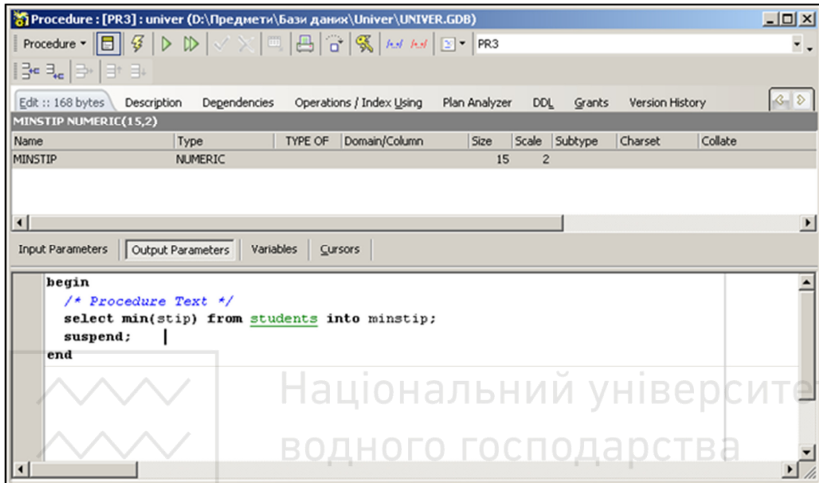 Procedure : [PR3] : univer (D:\Предмети\Бази даних\Univer\UNIVER.GDB)
Procedure PR3
Edit :: 168 bytes Description Dependencies Operations / Index Using Plan Analyzer DDL Grants Version History
MINSTIP NUMERIC(15,2)
Name Type TYPE OF Domain/Column Size Scale Subtype Charset Collate
MINSTIP NUMERIC 15 2
Input Parameters Output Parameters Variables Cursors
begin
/* Procedure Text */
select min(stip) from students into minstip;
suspend;
end
Національний університе
водного господарства